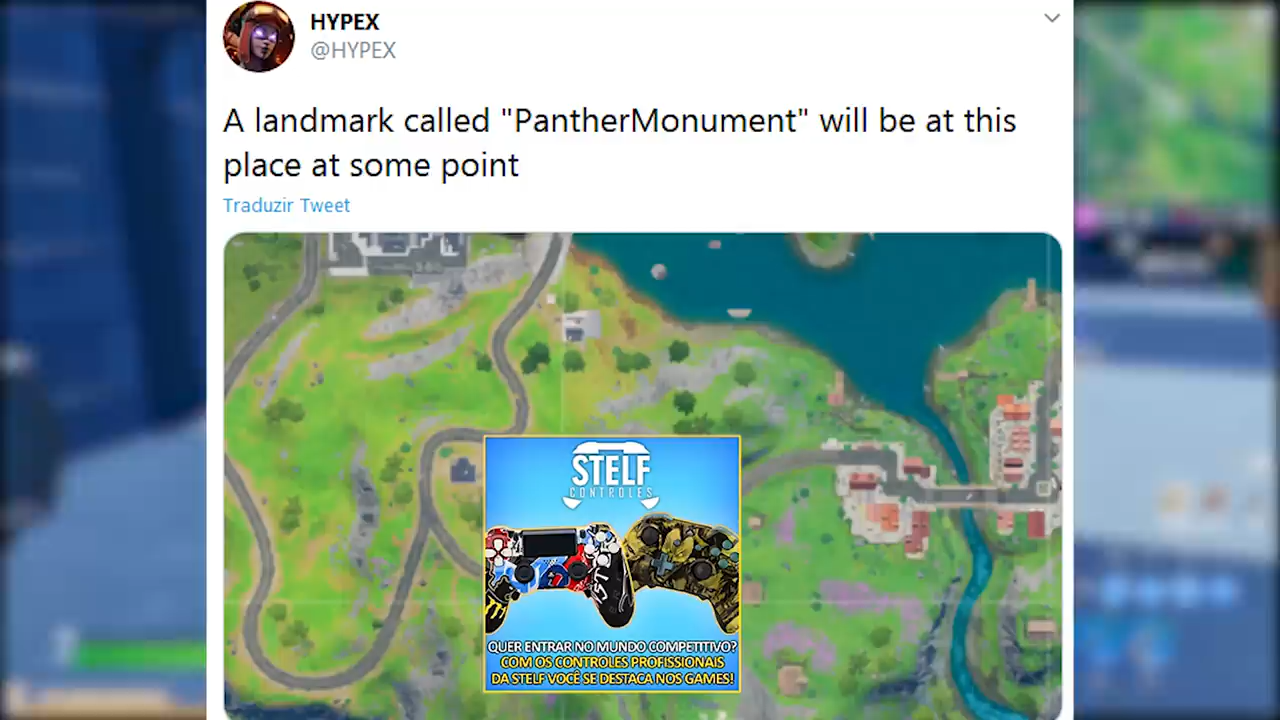 HYPEX
@HYPEX
A landmark called "PantherMonument" will be at this
place at some point
Traduzir Tweet
STELF
CONTROLES
QUER ENTRAR NO MUNDO COMPETITIVO?
COM OS CONTROLES PROFISSIONAIS
DA STELF VOCÊ SE DESTACA NOS GAMES!